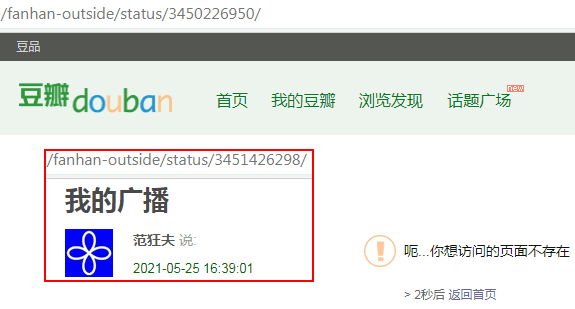 /fanhan-outside/status/3450226950/
豆品
豆瓣douban 首页 我的豆瓣 浏览发现 话题广场 new
/fanhan-outside/status/3451426298/
我的广播
范狂夫 说:
2021-05-25 16:39:01
呃...你想访问的页面不存在
> 2秒后 返回首页